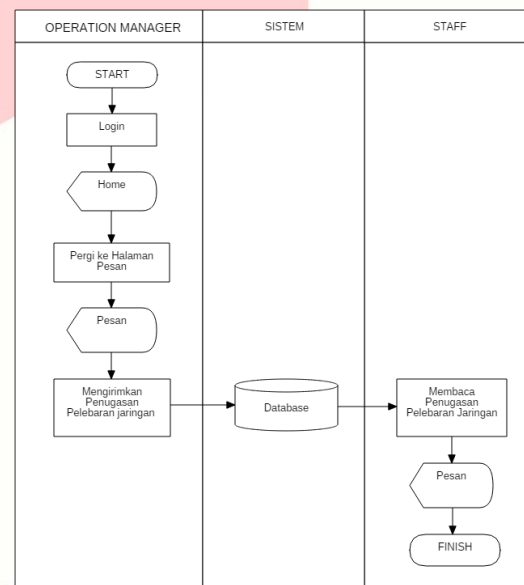 OPERATION MANAGER
SISTEM
STAFF
START
Login
Home
Pergi ke Halaman
Pesan
Pesan
Mengirimkan
Penugasan
Pelebaran jaringan
Database
Membaca
Penugasan
Pelebaran Jaringan
Pesan
FINISH